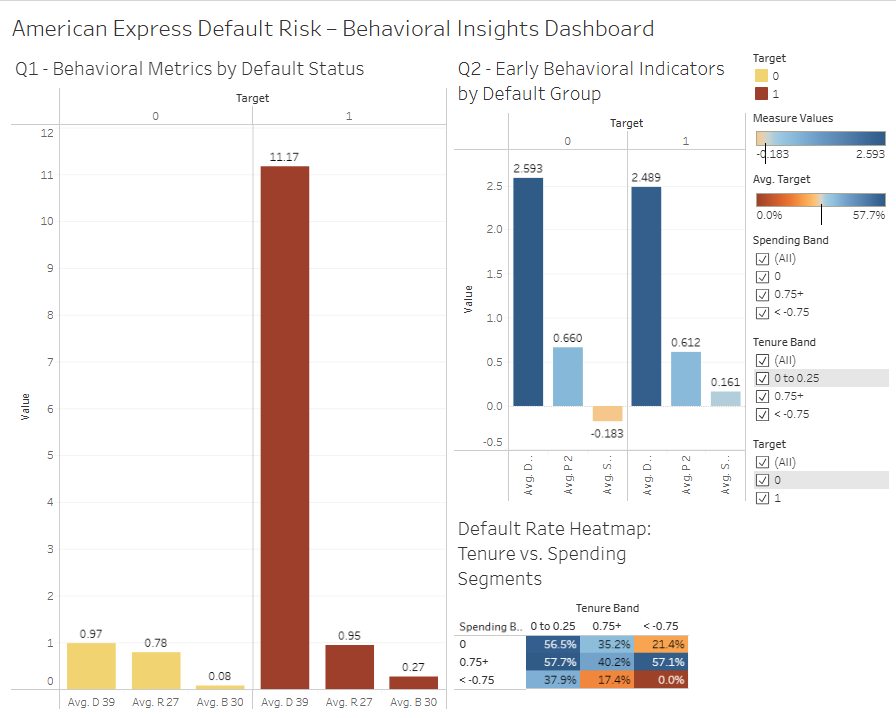 American Express Default Risk – Behavioral Insights Dashboard
Q1 - Behavioral Metrics by Default Status
Target
0 1
12
11
10
9
8
7
6
5
4
3
2
1
0
Value
0.97
0.78
0.08
11.17
0.95
0.27
Avg. D 39 Avg. R 27 Avg. B 30 Avg. D 39 Avg. R 27 Avg. B 30
Q2 - Early Behavioral Indicators
by Default Group
Target
0 1
2.5
2.0
1.5
1.0
0.5
0.0
-0.5
Value
2.593
0.660
-0.183
2.489
0.612
0.161
Avg. D.. Avg. P 2 Avg. S.. Avg. D.. Avg. P 2 Avg. S..
Default Rate Heatmap:
Tenure vs. Spending
Segments
Tenure Band
Spending B.. 0 to 0.25 0.75+ < -0.75
0 56.5% 35.2% 21.4%
0.75+ 57.7% 40.2% 57.1%
< -0.75 37.9% 17.4% 0.0%
Target
0
1
Measure Values
-0.183 2.593
Avg. Target
0.0% 57.7%
Spending Band
(All)
0
0.75+
< -0.75
Tenure Band
(All)
0 to 0.25
0.75+
< -0.75
Target
(All)
0
1